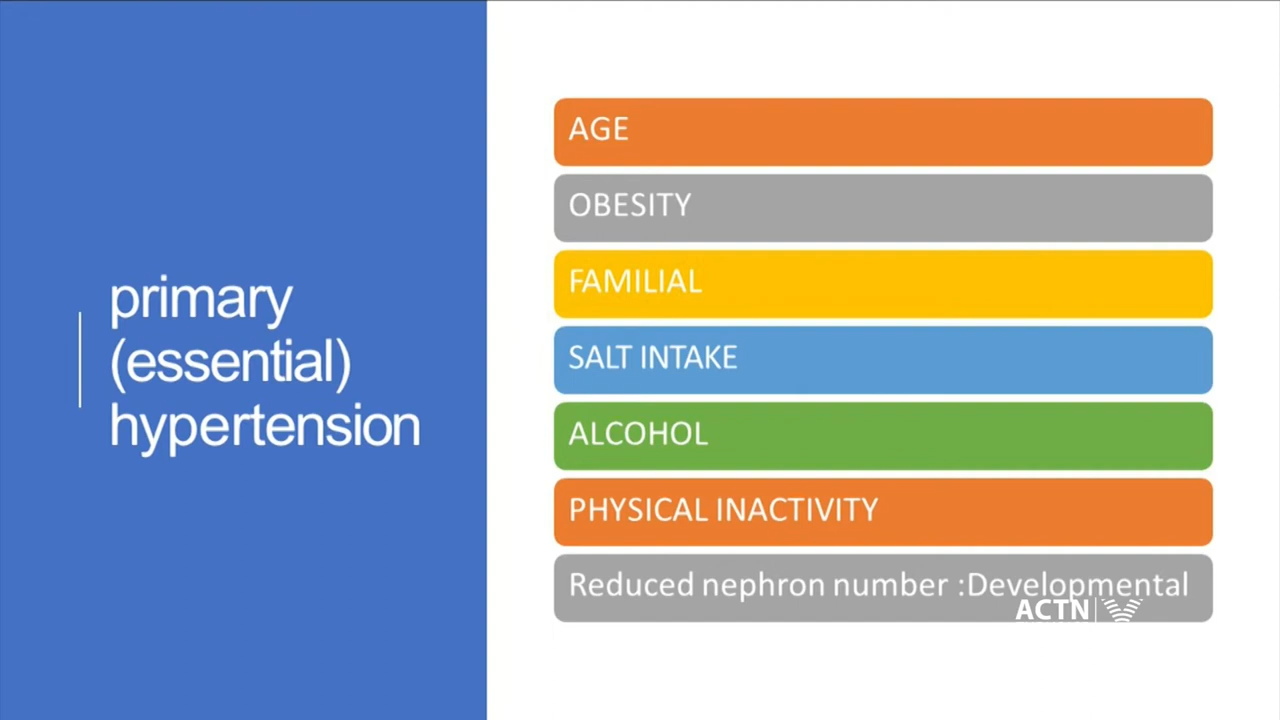 primary
(essential)
hypertension
AGE
OBESITY
FAMILIAL
SALT INTAKE
ALCOHOL
PHYSICAL INACTIVITY
Reduced nephron number :Developmental
ACTN